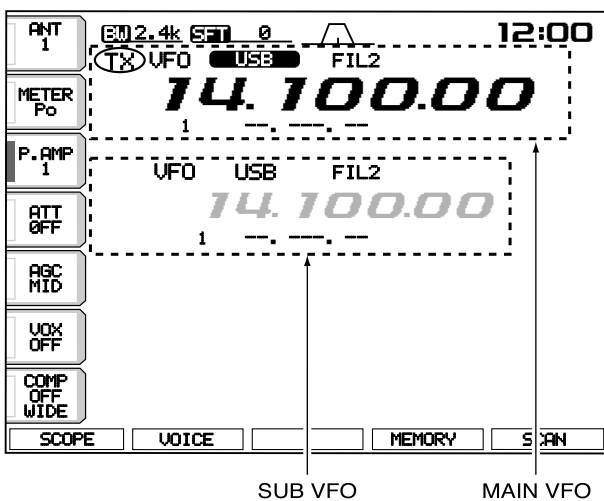 ANT
1
BW 2.4k SFT 0
12:00
TX VFO USB FIL2
14.100.00
1 --.---.--
METER
Po
P.AMP
1
VFO USB FIL2
14.100.00
1 --.---.--
ATT
OFF
AGC
MID
VOX
OFF
COMP
OFF
WIDE
SCOPE VOICE MEMORY SCAN
SUB VFO MAIN VFO